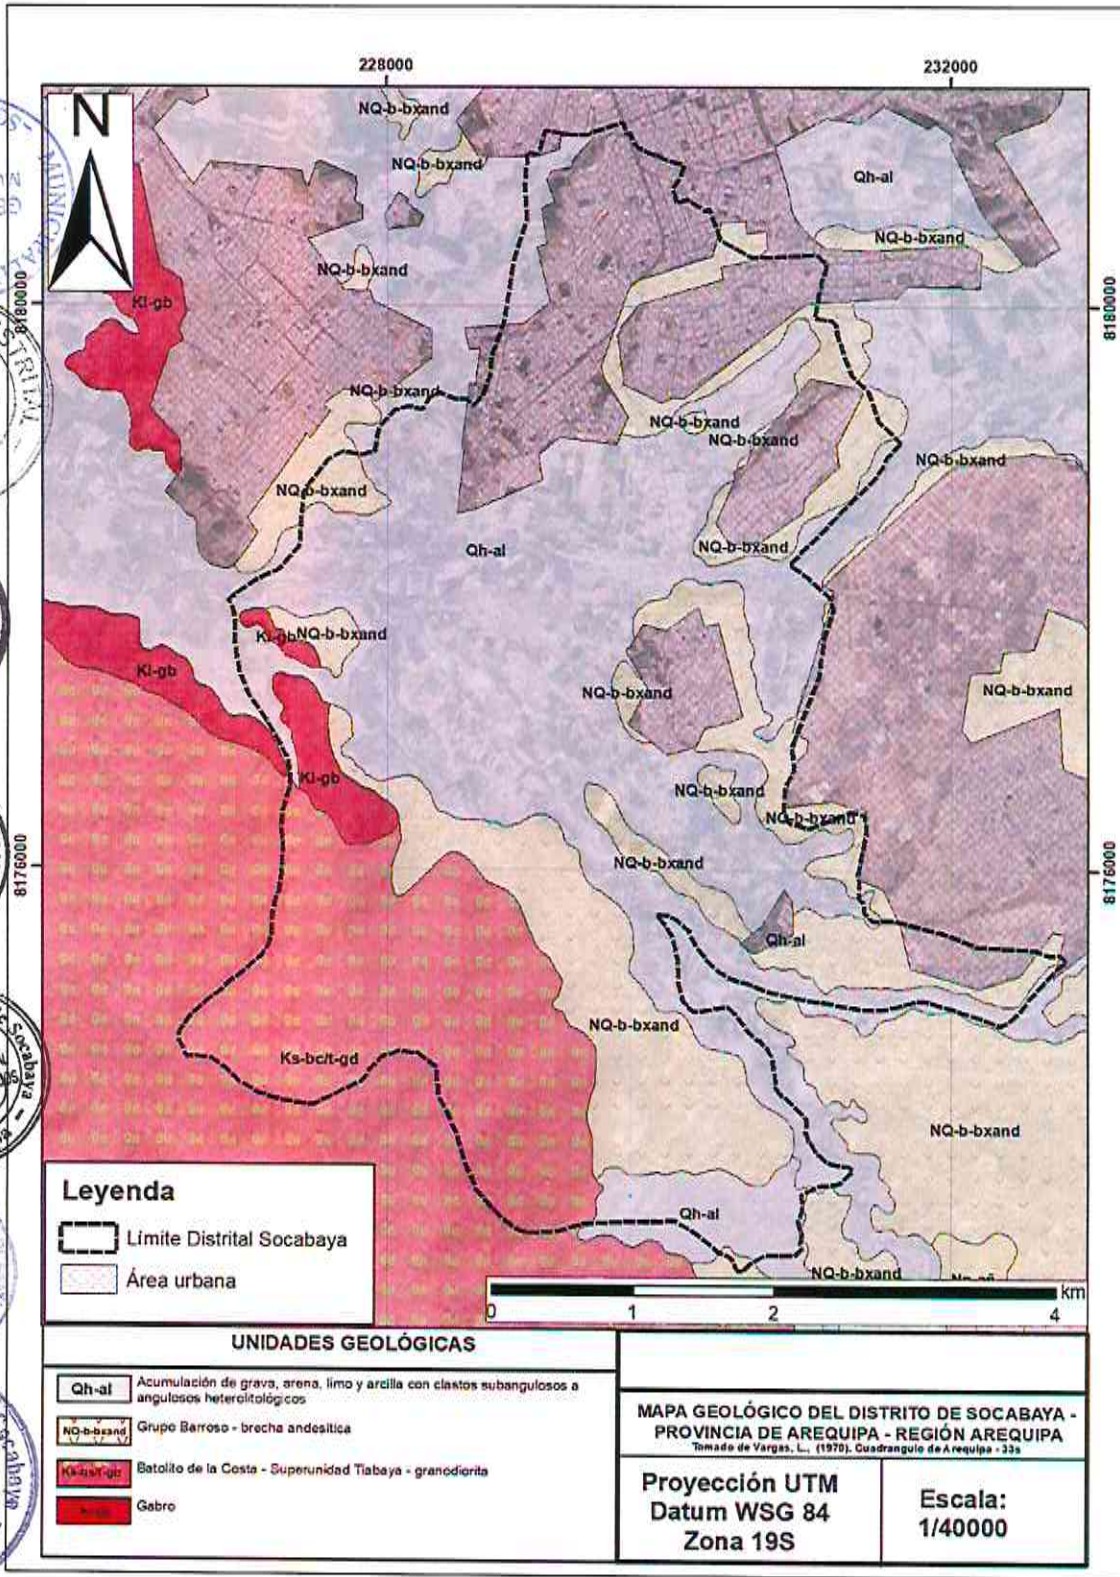 228000
232000
N
NQ-b-bxand
NQ-b-bxand
Qh-al
NQ-b-bxand
NQ-b-bxand
Kl-gb
8180000
8180000
NQ-b-bxand
NQ-b-bxand
NQ-b-bxand
NQ-b-bxand
NQ-b-bxand
Qh-al
NQ-b-bxand
Kl-gb
NQ-b-bxand
Kl-gb
NQ-b-bxand
NQ-b-bxand
Kl-gb
NQ-b-bxand
NQ-b-bxand
NQ-b-bxand
8176000
8176000
Qh-al
NQ-b-bxand
Ks-bc/t-gd
NQ-b-bxand
Qh-al
NQ-b-bxand
Leyenda
Límite Distrital Socabaya
Área urbana
0 1 2 4 km
UNIDADES GEOLÓGICAS
Qh-al
Acumulación de grava, arena, limo y arcilla con clastos subangulosos a
angulosos heterolitológicos
NQ-b-bxand
Grupo Barroso - brecha andesítica
Batolito de la Costa - Superunidad Tiabaya - granodiorita
Gabro
MAPA GEOLÓGICO DEL DISTRITO DE SOCABAYA -
PROVINCIA DE AREQUIPA - REGIÓN AREQUIPA
Tomado de Vargas, L., (1970). Cuadrangulo de Arequipa - 33s
Proyección UTM
Datum WSG 84
Zona 19S
Escala:
1/40000
Socabaya